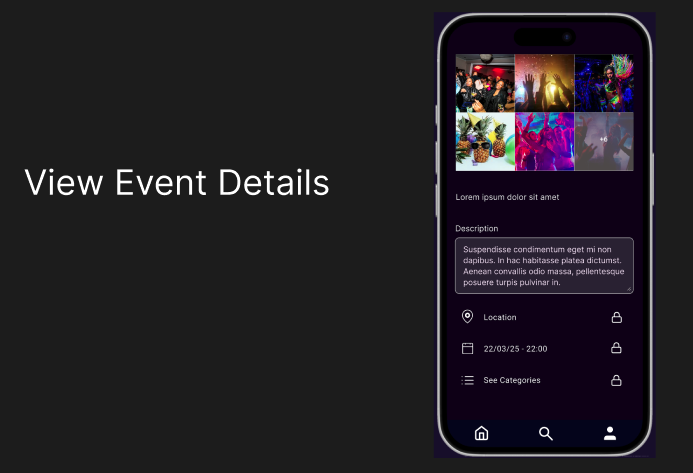 View Event Details
+6
Lorem ipsum dolor sit amet
Description
Suspendisse condimentum eget mi non
dapibus. In hac habitasse platea dictumst.
Aenean convallis odio massa, pellentesque
posuere turpis pulvinar in.
Location
22/03/25 - 22:00
See Categories